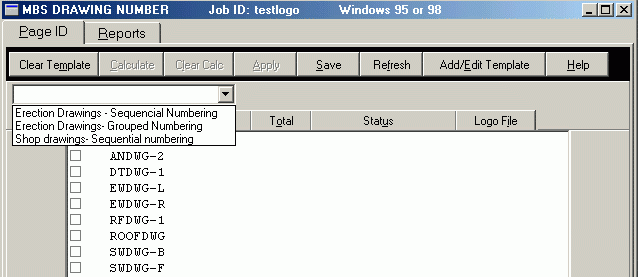 MBS DRAWING NUMBER Job ID: testlogo Windows 95 or 98
Page ID Reports
Clear Template Calculate Clear Calc Apply Save Refresh Add/Edit Template Help
Erection Drawings - Sequencial Numbering
Erection Drawings- Grouped Numbering
Shop drawings- Sequential numbering
Total Status Logo File
ANDWG-2
DTDWG-1
EWDWG-L
EWDWG-R
RFDWG-1
ROOFDWG
SWDWG-B
SWDWG-F